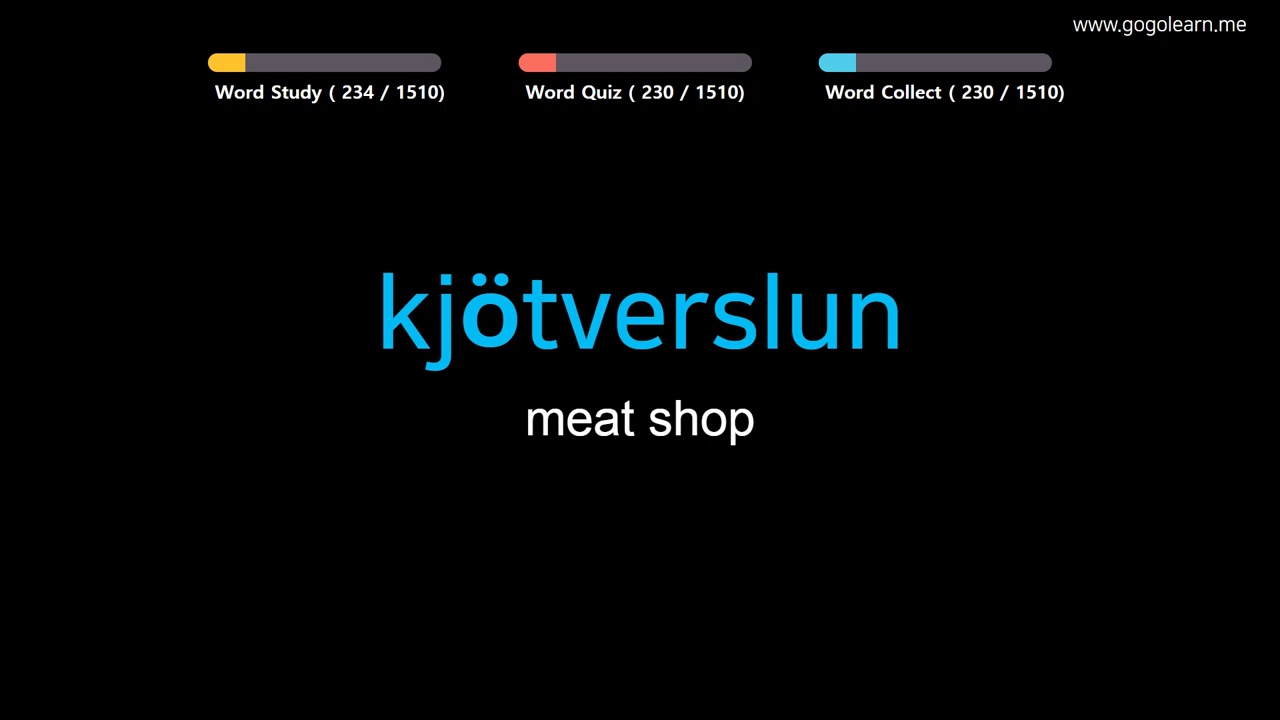 www.gogolearn.me
Word Study ( 234 / 1510)
Word Quiz ( 230 / 1510)
Word Collect ( 230 / 1510)
kjötverslun
meat shop